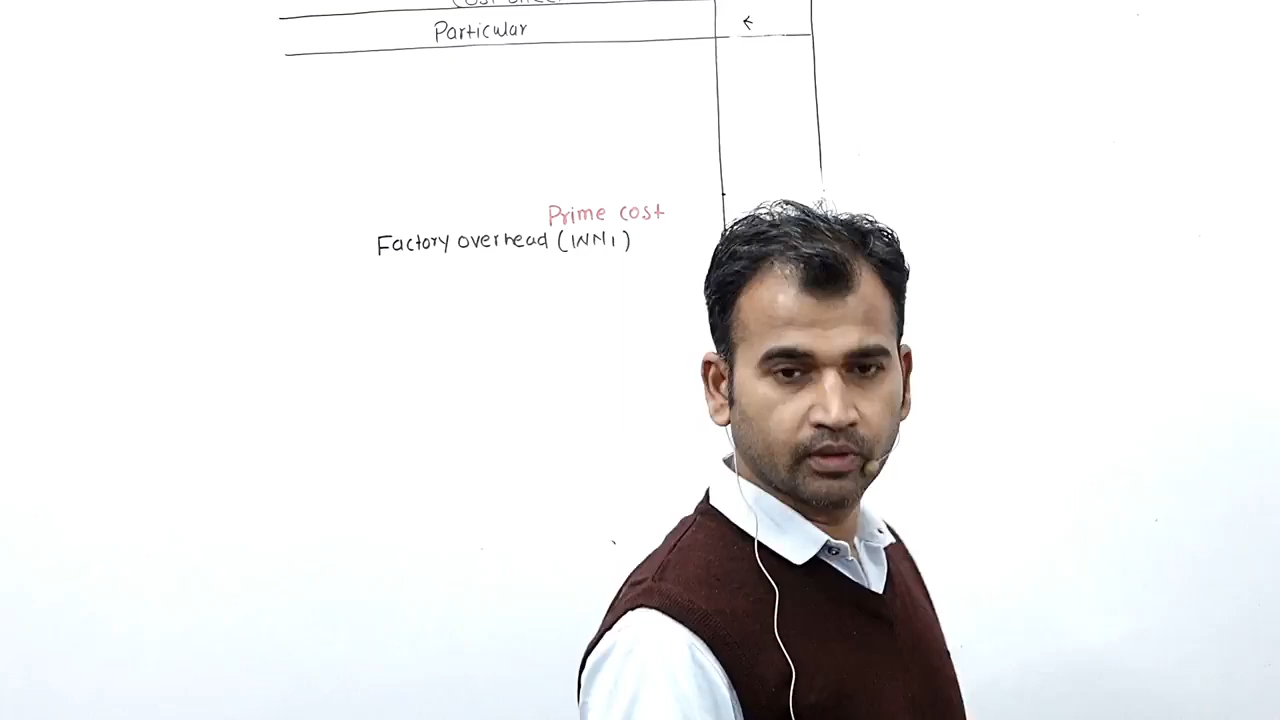 Particular ←
Prime cost
Factory overhead (WN1)